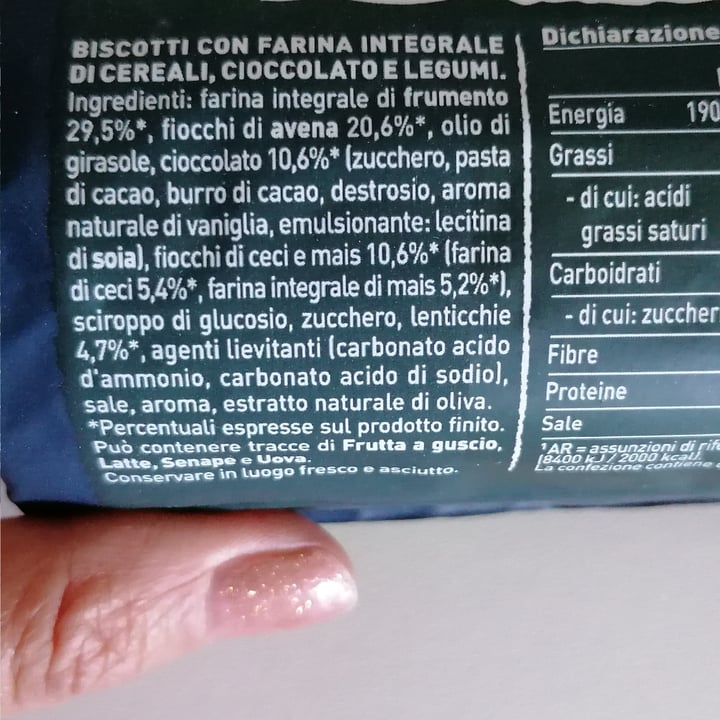 BISCOTTI CON FARINA INTEGRALE
DI CEREALI, CIOCCOLATO E LEGUMI.
Ingredienti: farina integrale di frumento
29,5%*, fiocchi di avena 20,6%*, olio di
girasole, cioccolato 10,6%* (zucchero, pasta
di cacao, burro di cacao, destrosio, aroma
naturale di vaniglia, emulsionante: lecitina
di soia), fiocchi di ceci e mais 10,6%* (farina
di ceci 5,4%*, farina integrale di mais 5,2%*),
sciroppo di glucosio, zucchero, lenticchie
4,7%*, agenti lievitanti (carbonato acido
d'ammonio, carbonato acido di sodio),
sale, aroma, estratto naturale di oliva.
*Percentuali espresse sul prodotto finito.
Può contenere tracce di Frutta a guscio,
Latte, Senape e Uova.
Conservare in luogo fresco e asciutto.
Dichiarazione
Energia 190
Grassi
- di cui: acidi
grassi saturi
Carboidrati
- di cui: zuccher
Fibre
Proteine
Sale
¹AR = assunzioni di rif
(8400 kJ / 2000 kcal).
La confezione contiene